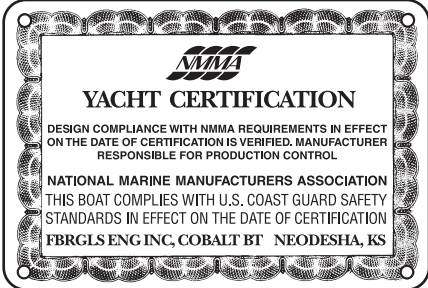 NMMA
YACHT CERTIFICATION
DESIGN COMPLIANCE WITH NMMA REQUIREMENTS IN EFFECT
ON THE DATE OF CERTIFICATION IS VERIFIED. MANUFACTURER
RESPONSIBLE FOR PRODUCTION CONTROL
NATIONAL MARINE MANUFACTURERS ASSOCIATION
THIS BOAT COMPLIES WITH U.S. COAST GUARD SAFETY
STANDARDS IN EFFECT ON THE DATE OF CERTIFICATION
FBRGLS ENG INC, COBALT BT NEODESHA, KS